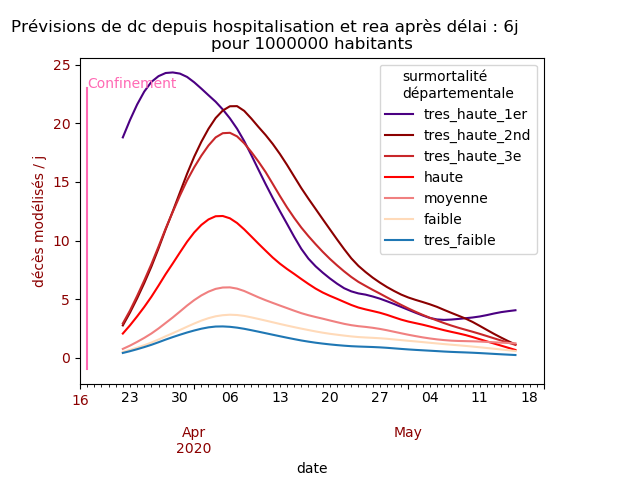 Prévisions de dc depuis hospitalisation et rea après délai : 6j
pour 1000000 habitants
décès modélisés / j
25
20
15
10
5
0
Confinement
surmortalité
départementale
tres_haute_1er
tres_haute_2nd
tres_haute_3e
haute
moyenne
faible
tres_faible
16 23 30 06 13 20 27 04 11 18
Apr May
2020
date